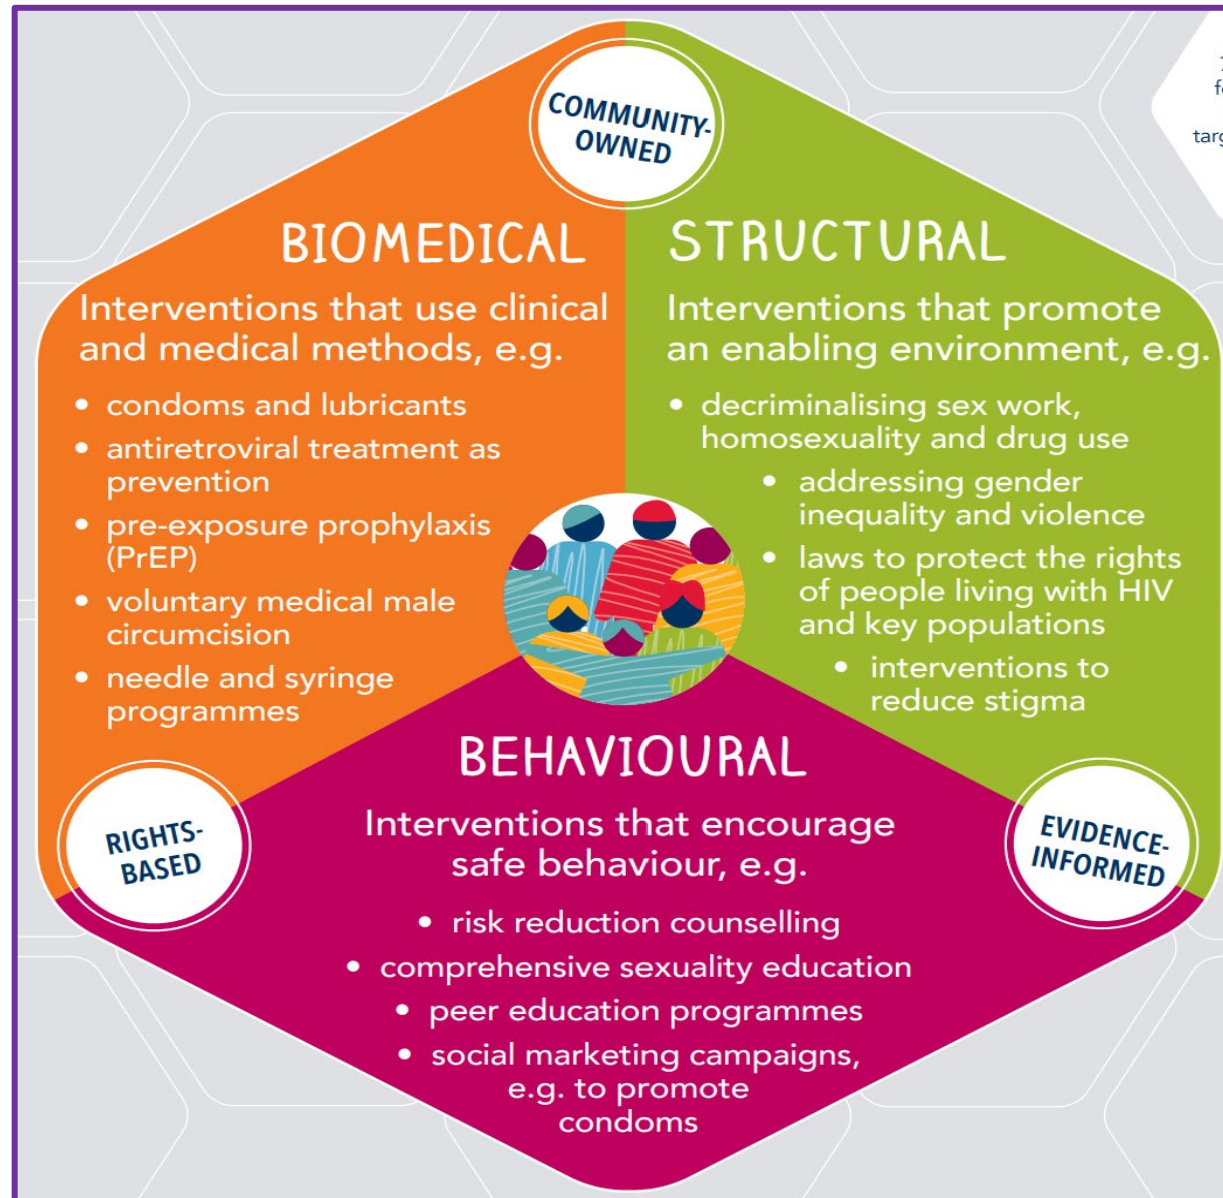 COMMUNITY-
OWNED
targ
BIOMEDICAL
Interventions that use clinical
and medical methods, e.g.
• condoms and lubricants
• antiretroviral treatment as
prevention
• pre-exposure prophylaxis
(PrEP)
• voluntary medical male
circumcision
• needle and syringe
programmes
STRUCTURAL
Interventions that promote
an enabling environment, e.g.
• decriminalising sex work,
homosexuality and drug use
• addressing gender
inequality and violence
• laws to protect the rights
of people living with HIV
and key populations
• interventions to
reduce stigma
RIGHTS-
BASED
BEHAVIOURAL
Interventions that encourage
safe behaviour, e.g.
• risk reduction counselling
• comprehensive sexuality education
• peer education programmes
• social marketing campaigns,
e.g. to promote
condoms
EVIDENCE-
INFORMED